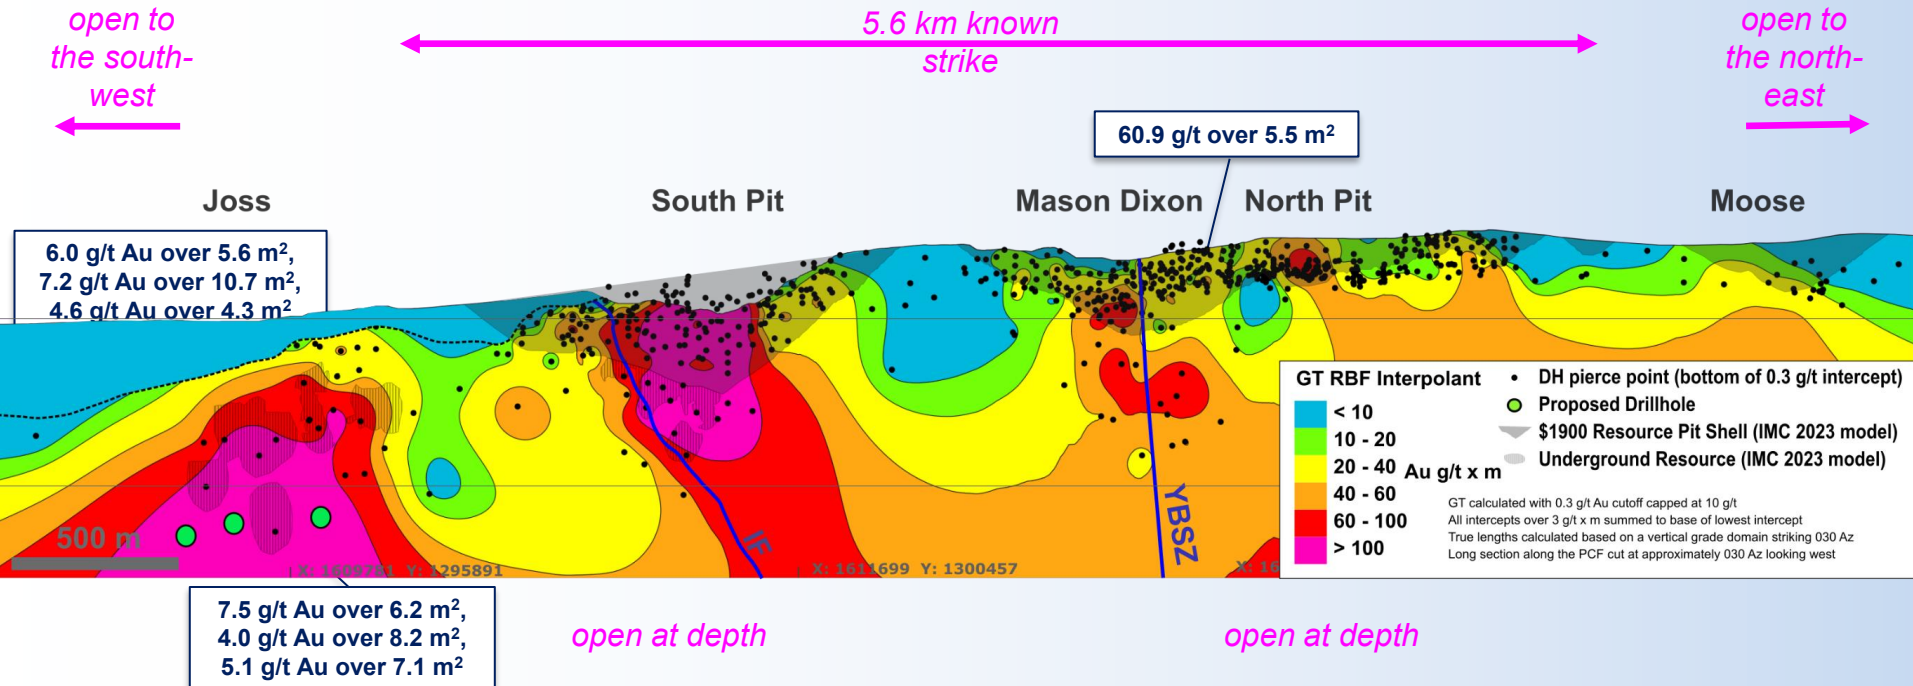 open to
the south-
west
5.6 km known
strike
open to
the north-
east
60.9 g/t over 5.5 m²
Joss
South Pit
Mason Dixon
North Pit
Moose
6.0 g/t Au over 5.6 m²,
7.2 g/t Au over 10.7 m²,
4.6 g/t Au over 4.3 m²
GT RBF Interpolant
< 10
10 - 20
20 - 40
40 - 60
60 - 100
> 100
Au g/t x m
DH pierce point (bottom of 0.3 g/t intercept)
Proposed Drillhole
$1900 Resource Pit Shell (IMC 2023 model)
Underground Resource (IMC 2023 model)
GT calculated with 0.3 g/t Au cutoff capped at 10 g/t
All intercepts over 3 g/t x m summed to base of lowest intercept
True lengths calculated based on a vertical grade domain striking 030 Az
Long section along the PCF cut at approximately 030 Az looking west
500 m
IF
YBSZ
X: 1609781 Y: 1295891
X: 1611699 Y: 1300457
X: 16
7.5 g/t Au over 6.2 m²,
4.0 g/t Au over 8.2 m²,
5.1 g/t Au over 7.1 m²
open at depth
open at depth